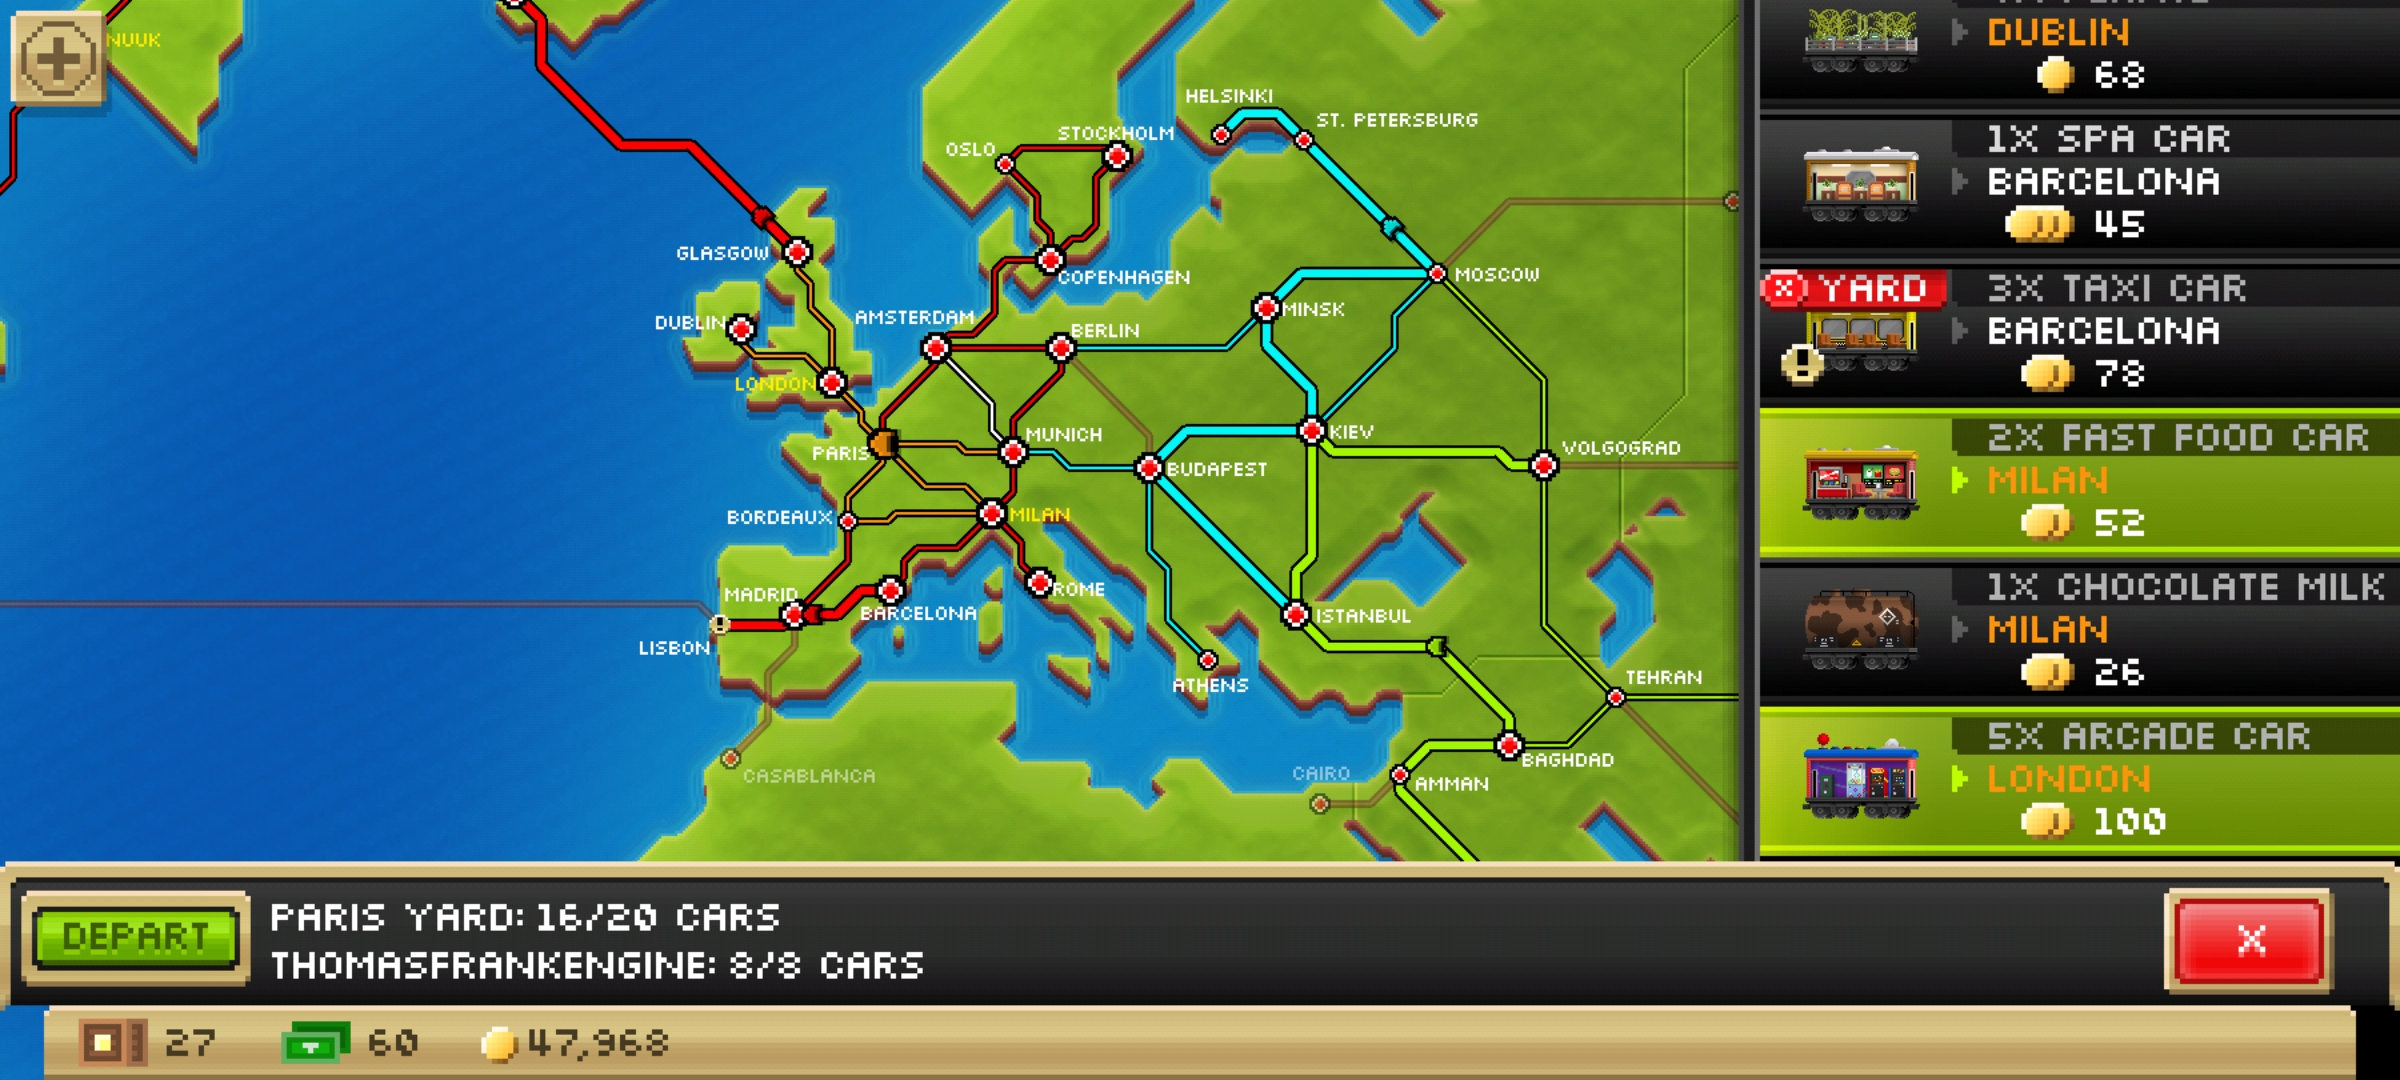 NUUK
HELSINKI
ST. PETERSBURG
STOCKHOLM
OSLO
GLASGOW
COPENHAGEN
MOSCOW
DUBLIN
AMSTERDAM
BERLIN
MINSK
LONDON
PARIS
MUNICH
BUDAPEST
KIEV
VOLGOGRAD
BORDEAUX
MILAN
MADRID
BARCELONA
ROME
ISTANBUL
LISBON
ATHENS
TEHRAN
CASABLANCA
CAIRO
AMMAN
BAGHDAD
DUBLIN
68
1X SPA CAR
BARCELONA
45
X YARD
3X TAXI CAR
BARCELONA
!
78
2X FAST FOOD CAR
MILAN
52
1X CHOCOLATE MILK
MILAN
26
5X ARCADE CAR
LONDON
100
DEPART
PARIS YARD: 16/20 CARS
THOMASFRANKENGINE: 8/8 CARS
X
27
60
47,968